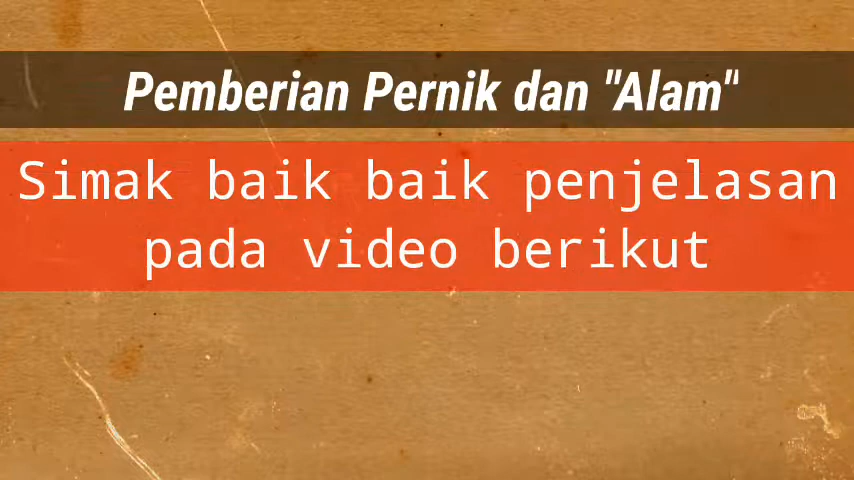 Pemberian Pernik dan "Alam"
Simak baik baik penjelasan
pada video berikut